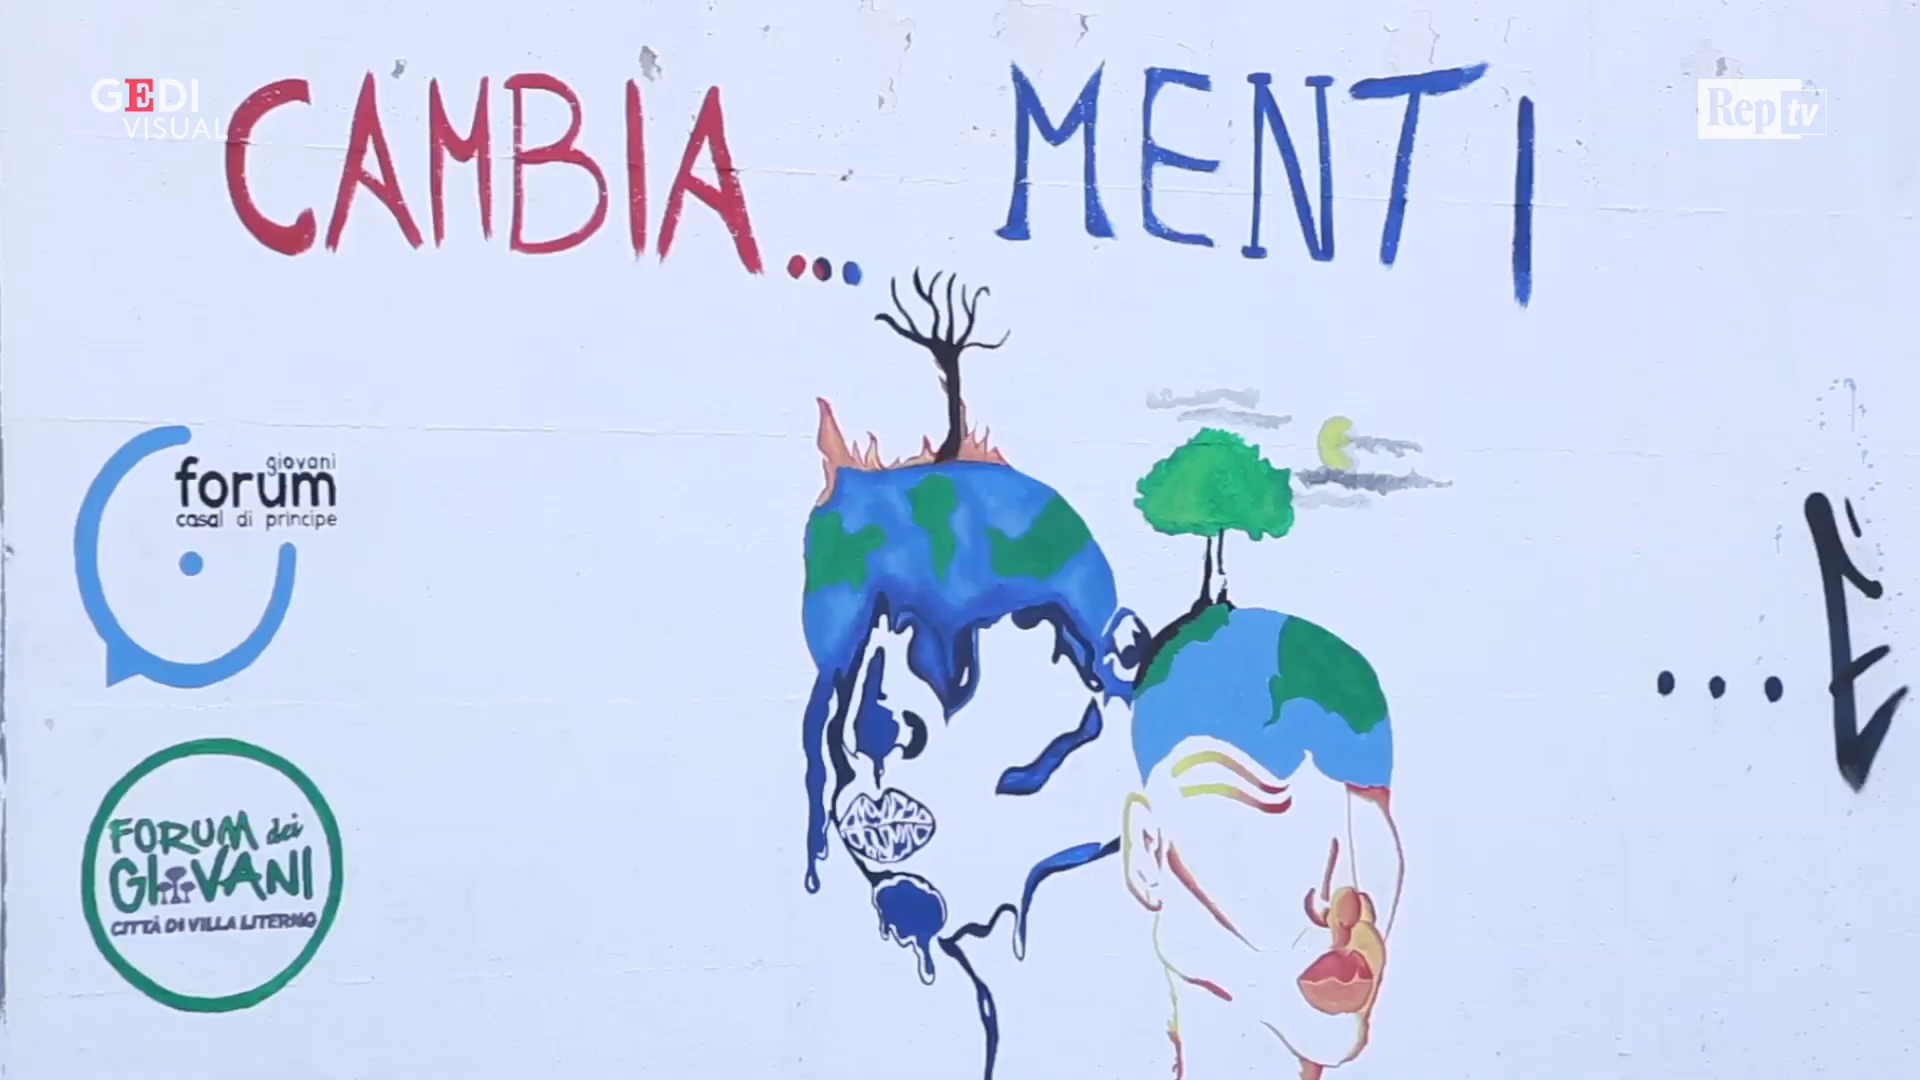 GEDI
VISUAL
Rep tv
CAMBIA... MENTI
giovani
forum
casal di principe
...E
FORUM dei
GIOVANI
CITTÀ DI VILLA LITERNO